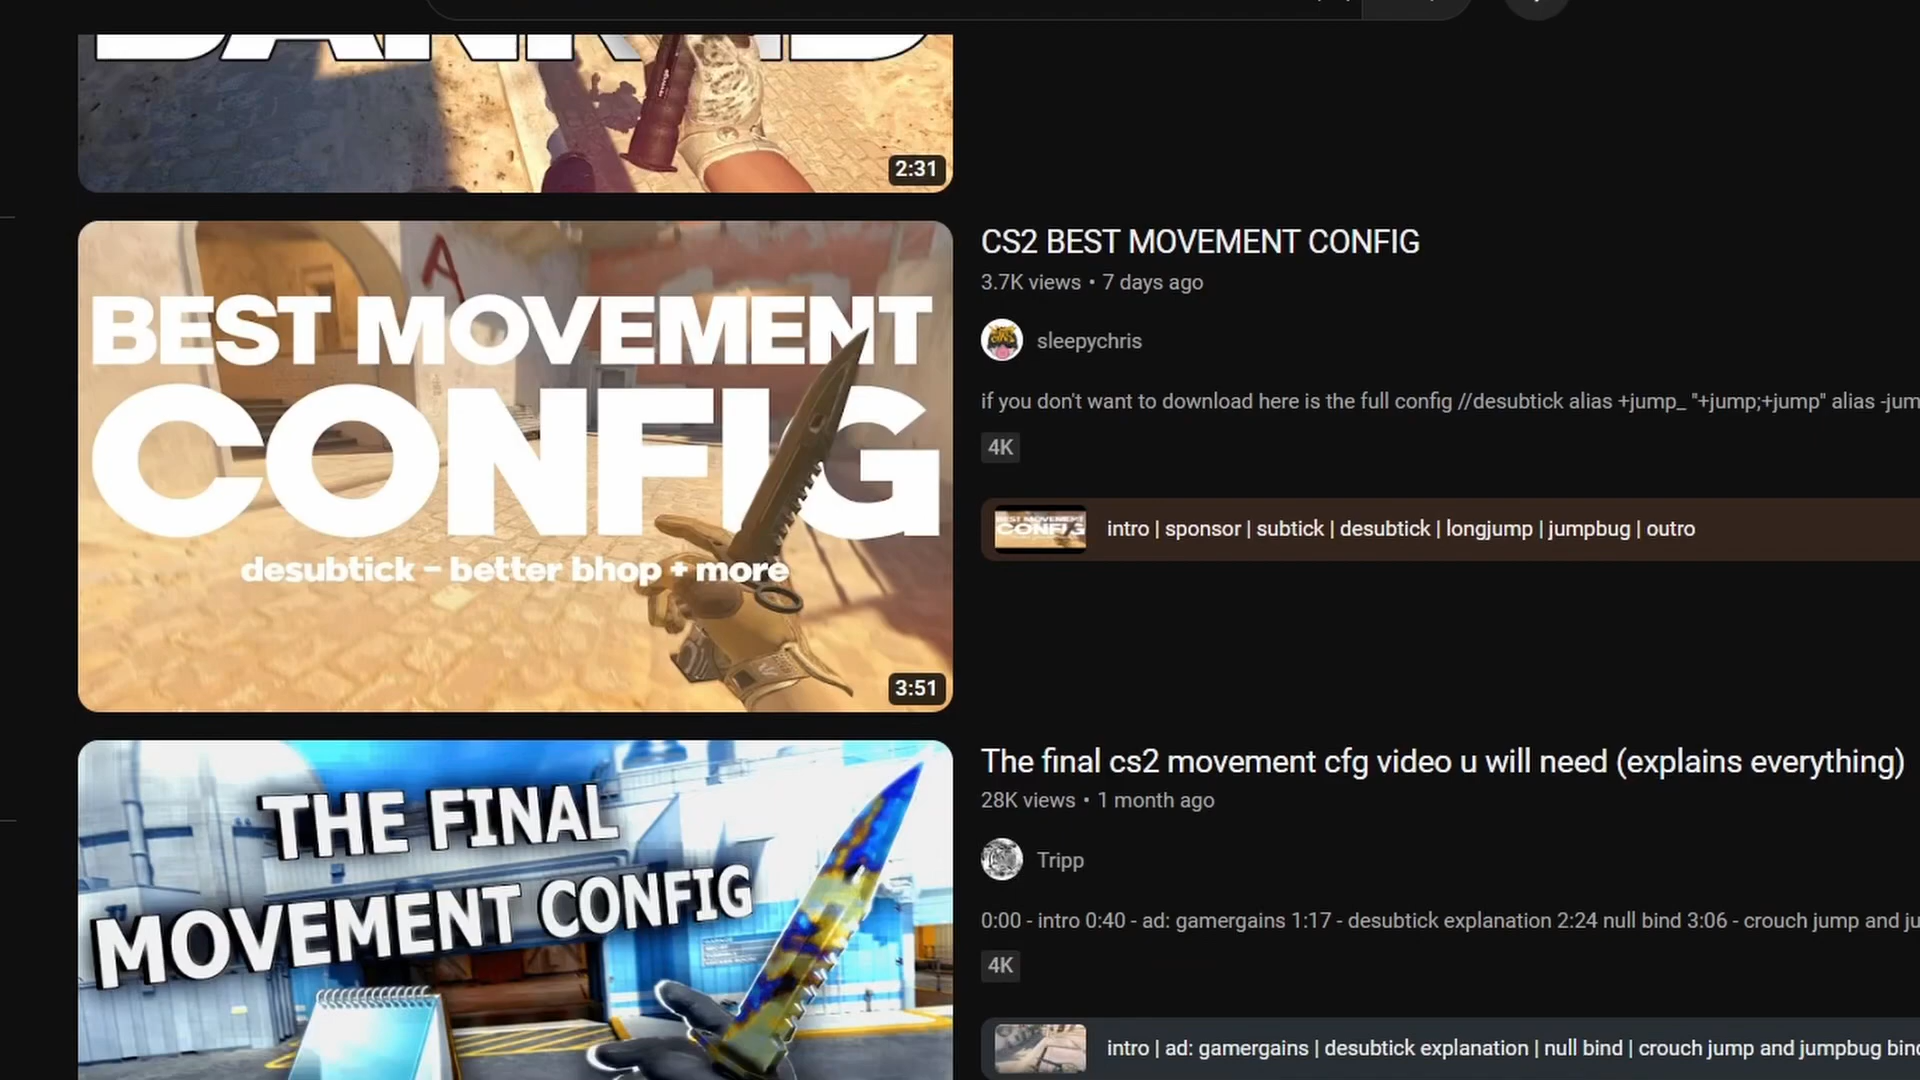 2:31
BEST MOVEMENT
CONFIG
desubtick - better bhop + more
3:51
CS2 BEST MOVEMENT CONFIG
3.7K views • 7 days ago
sleepychris
if you don't want to download here is the full config //desubtick alias +jump_ "+jump;+jump" alias -jum
4K
intro | sponsor | subtick | desubtick | longjump | jumpbug | outro
THE FINAL
MOVEMENT CONFIG
The final cs2 movement cfg video u will need (explains everything)
28K views • 1 month ago
Tripp
0:00 - intro 0:40 - ad: gamergains 1:17 - desubtick explanation 2:24 null bind 3:06 - crouch jump and ju
4K
intro | ad: gamergains | desubtick explanation | null bind | crouch jump and jumpbug bind